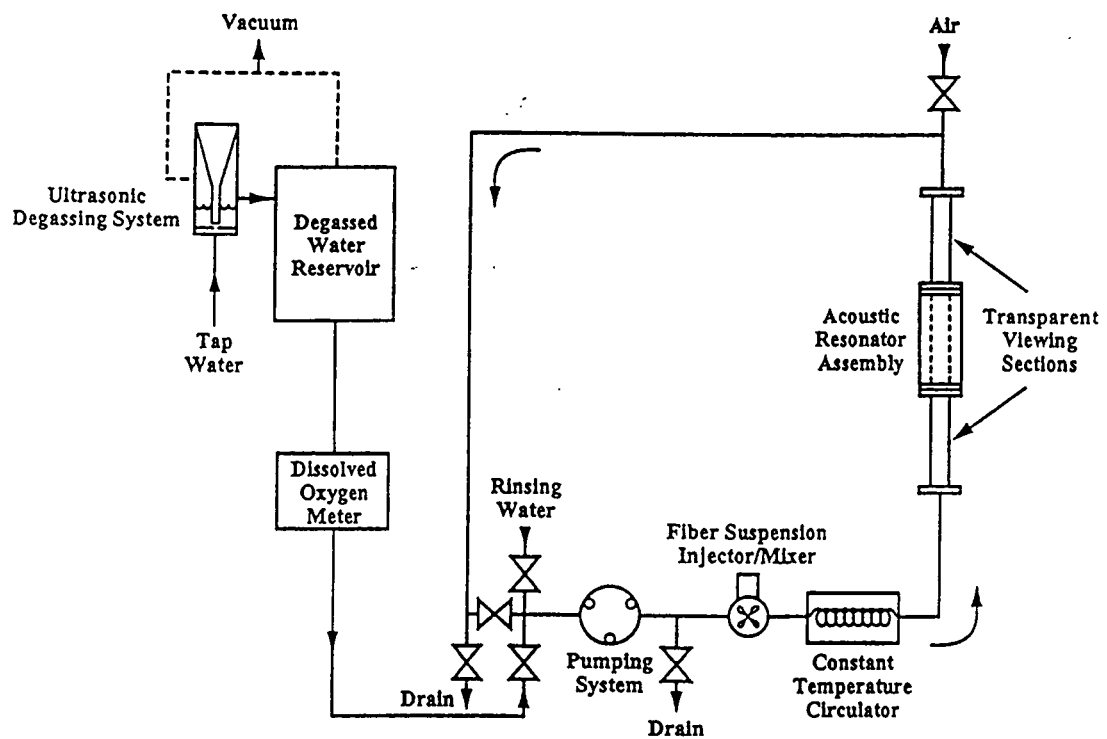 Vacuum
Air
Ultrasonic
Degassing System
Degassed
Water
Reservoir
Tap
Water
Acoustic
Resonator
Assembly
Transparent
Viewing
Sections
Dissolved
Oxygen
Meter
Rinsing
Water
Fiber Suspension
Injector/Mixer
Pumping
System
Constant
Temperature
Circulator
Drain
Drain